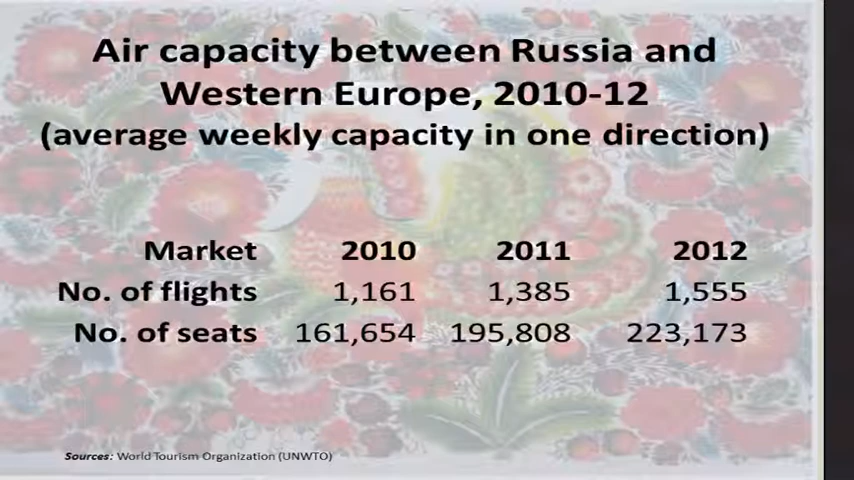 Air capacity between Russia and
Western Europe, 2010-12
(average weekly capacity in one direction)
Market 2010 2011 2012
No. of flights 1,161 1,385 1,555
No. of seats 161,654 195,808 223,173
Sources: World Tourism Organization (UNWTO)